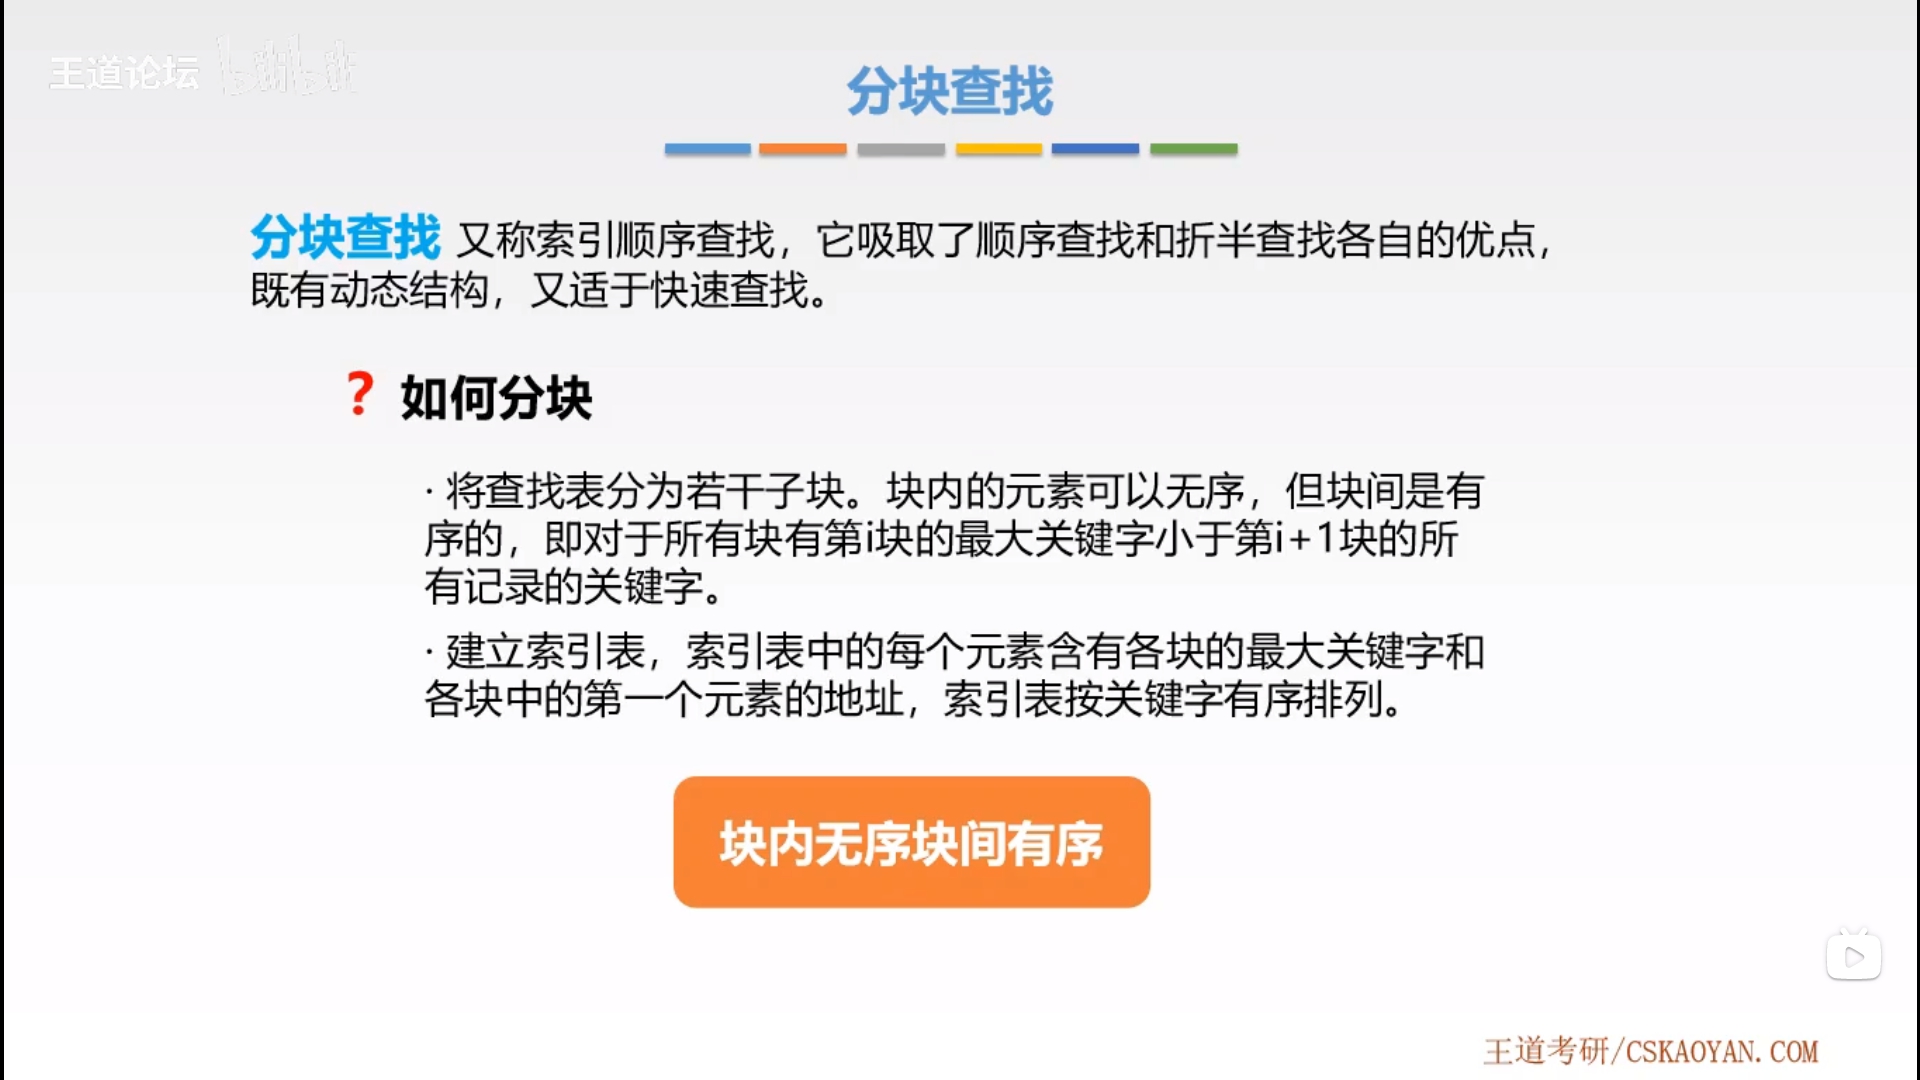 王道论坛 bilibili
分块查找
分块查找 又称索引顺序查找，它吸取了顺序查找和折半查找各自的优点，
既有动态结构，又适于快速查找。
? 如何分块
· 将查找表分为若干子块。块内的元素可以无序，但块间是有
序的，即对于所有块有第i块的最大关键字小于第i+1块的所
有记录的关键字。
· 建立索引表，索引表中的每个元素含有各块的最大关键字和
各块中的第一个元素的地址，索引表按关键字有序排列。
块内无序块间有序
王道考研/CSKAOYAN.COM